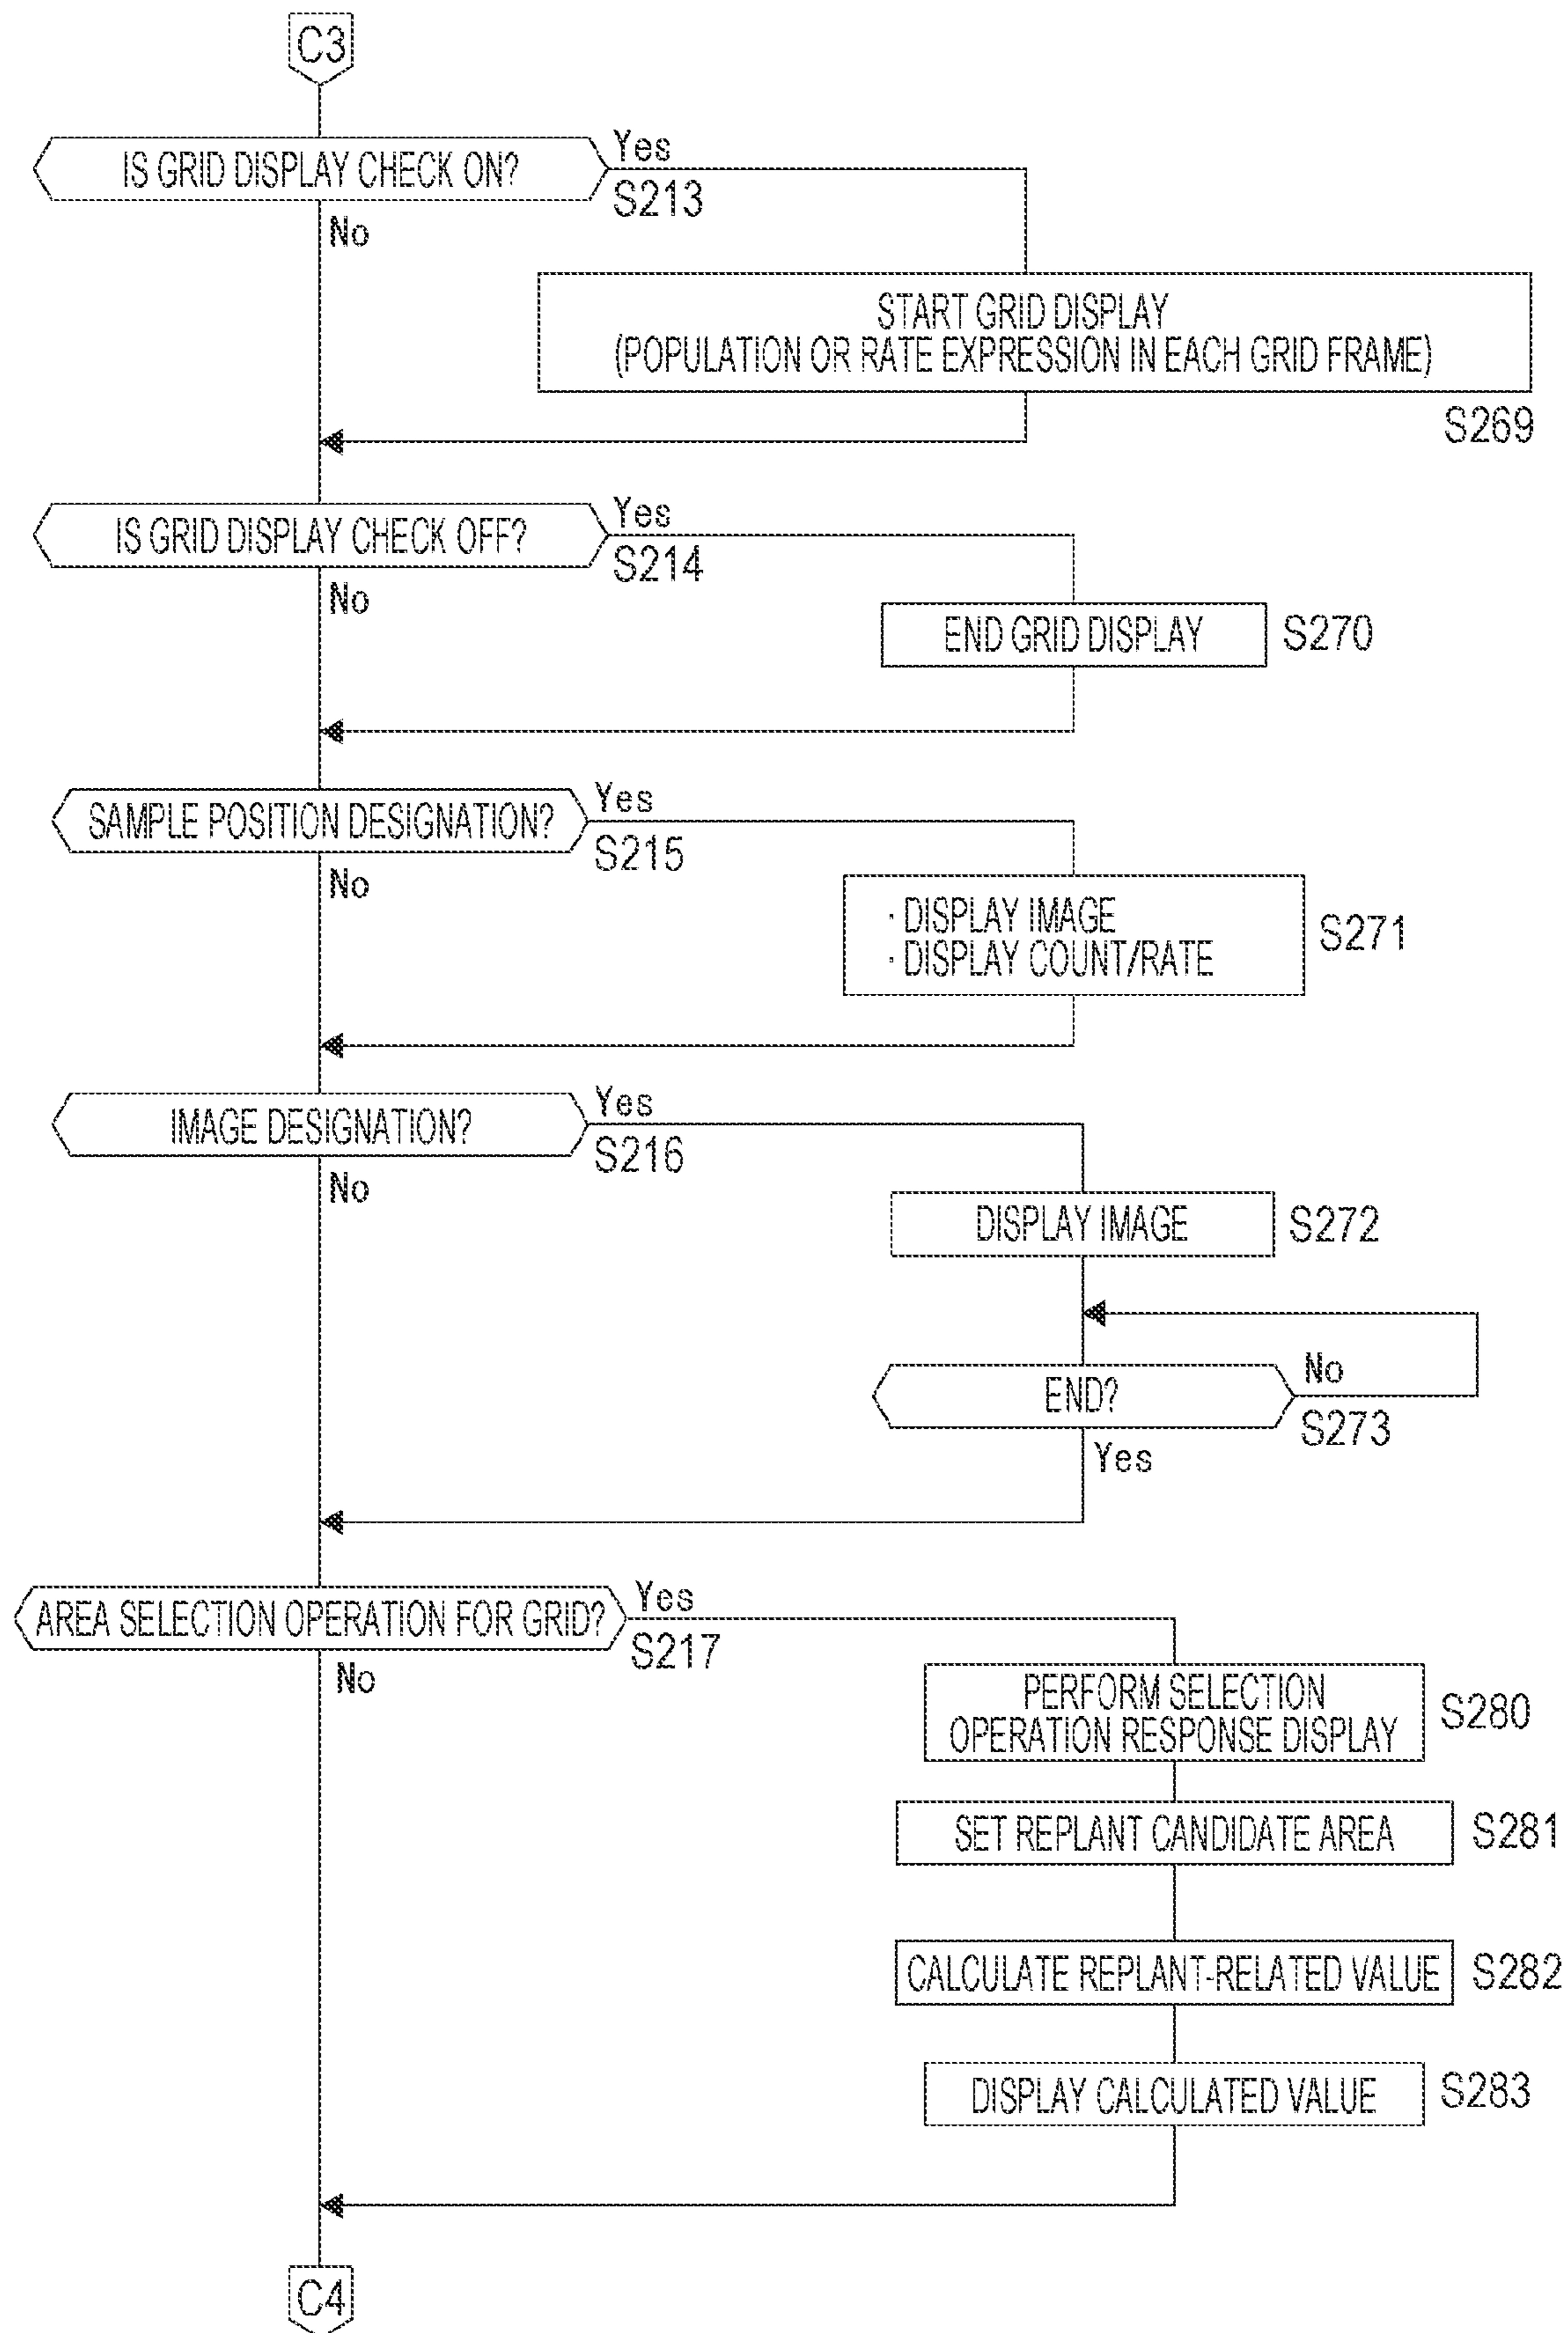 C3
IS GRID DISPLAY CHECK ON?
Yes
S213
No
START GRID DISPLAY
(POPULATION OR RATE EXPRESSION IN EACH GRID FRAME)
S269
IS GRID DISPLAY CHECK OFF?
Yes
S214
No
END GRID DISPLAY
S270
SAMPLE POSITION DESIGNATION?
Yes
S215
No
· DISPLAY IMAGE
· DISPLAY COUNT/RATE
S271
IMAGE DESIGNATION?
Yes
S216
No
DISPLAY IMAGE
S272
END?
No
S273
Yes
AREA SELECTION OPERATION FOR GRID?
Yes
S217
No
PERFORM SELECTION
OPERATION RESPONSE DISPLAY
S280
SET REPLANT CANDIDATE AREA
S281
CALCULATE REPLANT-RELATED VALUE
S282
DISPLAY CALCULATED VALUE
S283
C4